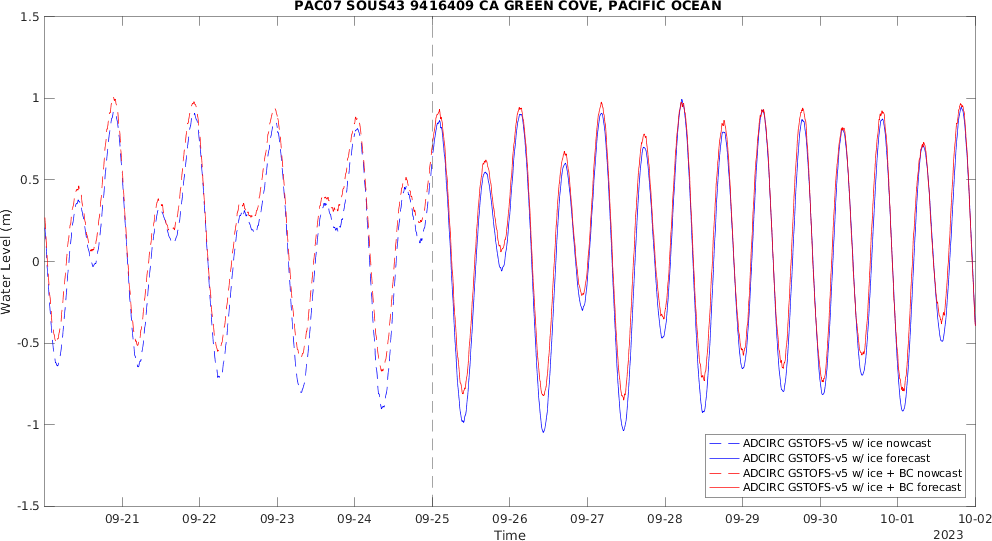 PAC07 SOUS43 9416409 CA GREEN COVE, PACIFIC OCEAN
Water Level (m)
1.5
1
0.5
0
-0.5
-1
-1.5
ADCIRC GSTOFS-v5 w/ ice nowcast
ADCIRC GSTOFS-v5 w/ ice forecast
ADCIRC GSTOFS-v5 w/ ice + BC nowcast
ADCIRC GSTOFS-v5 w/ ice + BC forecast
09-21 09-22 09-23 09-24 09-25 09-26 09-27 09-28 09-29 09-30 10-01 10-02
Time
2023